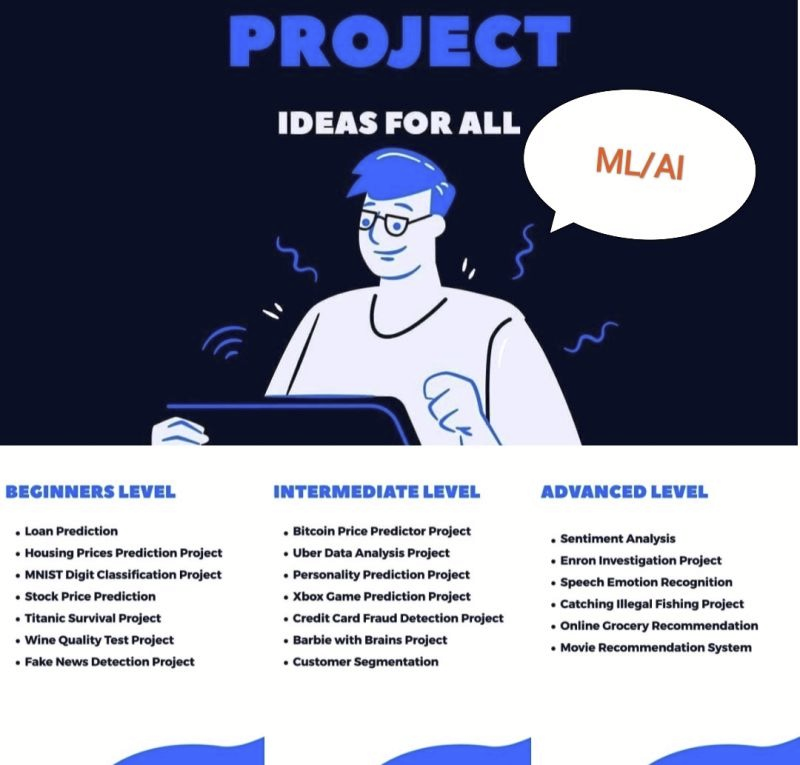 PROJECT
IDEAS FOR ALL
ML/AI
BEGINNERS LEVEL
• Loan Prediction
• Housing Prices Prediction Project
• MNIST Digit Classification Project
• Stock Price Prediction
• Titanic Survival Project
• Wine Quality Test Project
• Fake News Detection Project
INTERMEDIATE LEVEL
• Bitcoin Price Predictor Project
• Uber Data Analysis Project
• Personality Prediction Project
• Xbox Game Prediction Project
• Credit Card Fraud Detection Project
• Barbie with Brains Project
• Customer Segmentation
ADVANCED LEVEL
• Sentiment Analysis
• Enron Investigation Project
• Speech Emotion Recognition
• Catching Illegal Fishing Project
• Online Grocery Recommendation
• Movie Recommendation System